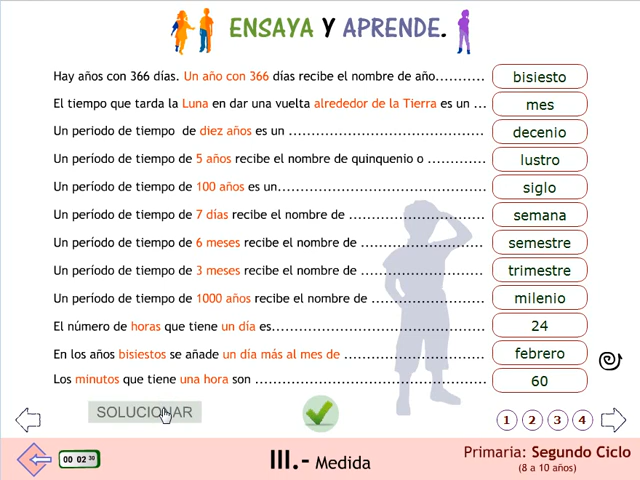 ENSAYA Y APRENDE.
Hay años con 366 días. Un año con 366 días recibe el nombre de año........... bisiesto
El tiempo que tarda la Luna en dar una vuelta alrededor de la Tierra es un ... mes
Un periodo de tiempo de diez años es un .......................................... decenio
Un período de tiempo de 5 años recibe el nombre de quinquenio o ............. lustro
Un período de tiempo de 100 años es un............................................. siglo
Un período de tiempo de 7 días recibe el nombre de ............................. semana
Un período de tiempo de 6 meses recibe el nombre de .......................... semestre
Un período de tiempo de 3 meses recibe el nombre de .......................... trimestre
Un período de tiempo de 1000 años recibe el nombre de ........................ milenio
El número de horas que tiene un día es.............................................. 24
En los años bisiestos se añade un día más al mes de .............................. febrero
Los minutos que tiene una hora son .................................................. 60
SOLUCIONAR
1 2 3 4
00 02 30
III.- Medida
Primaria: Segundo Ciclo
(8 a 10 años)